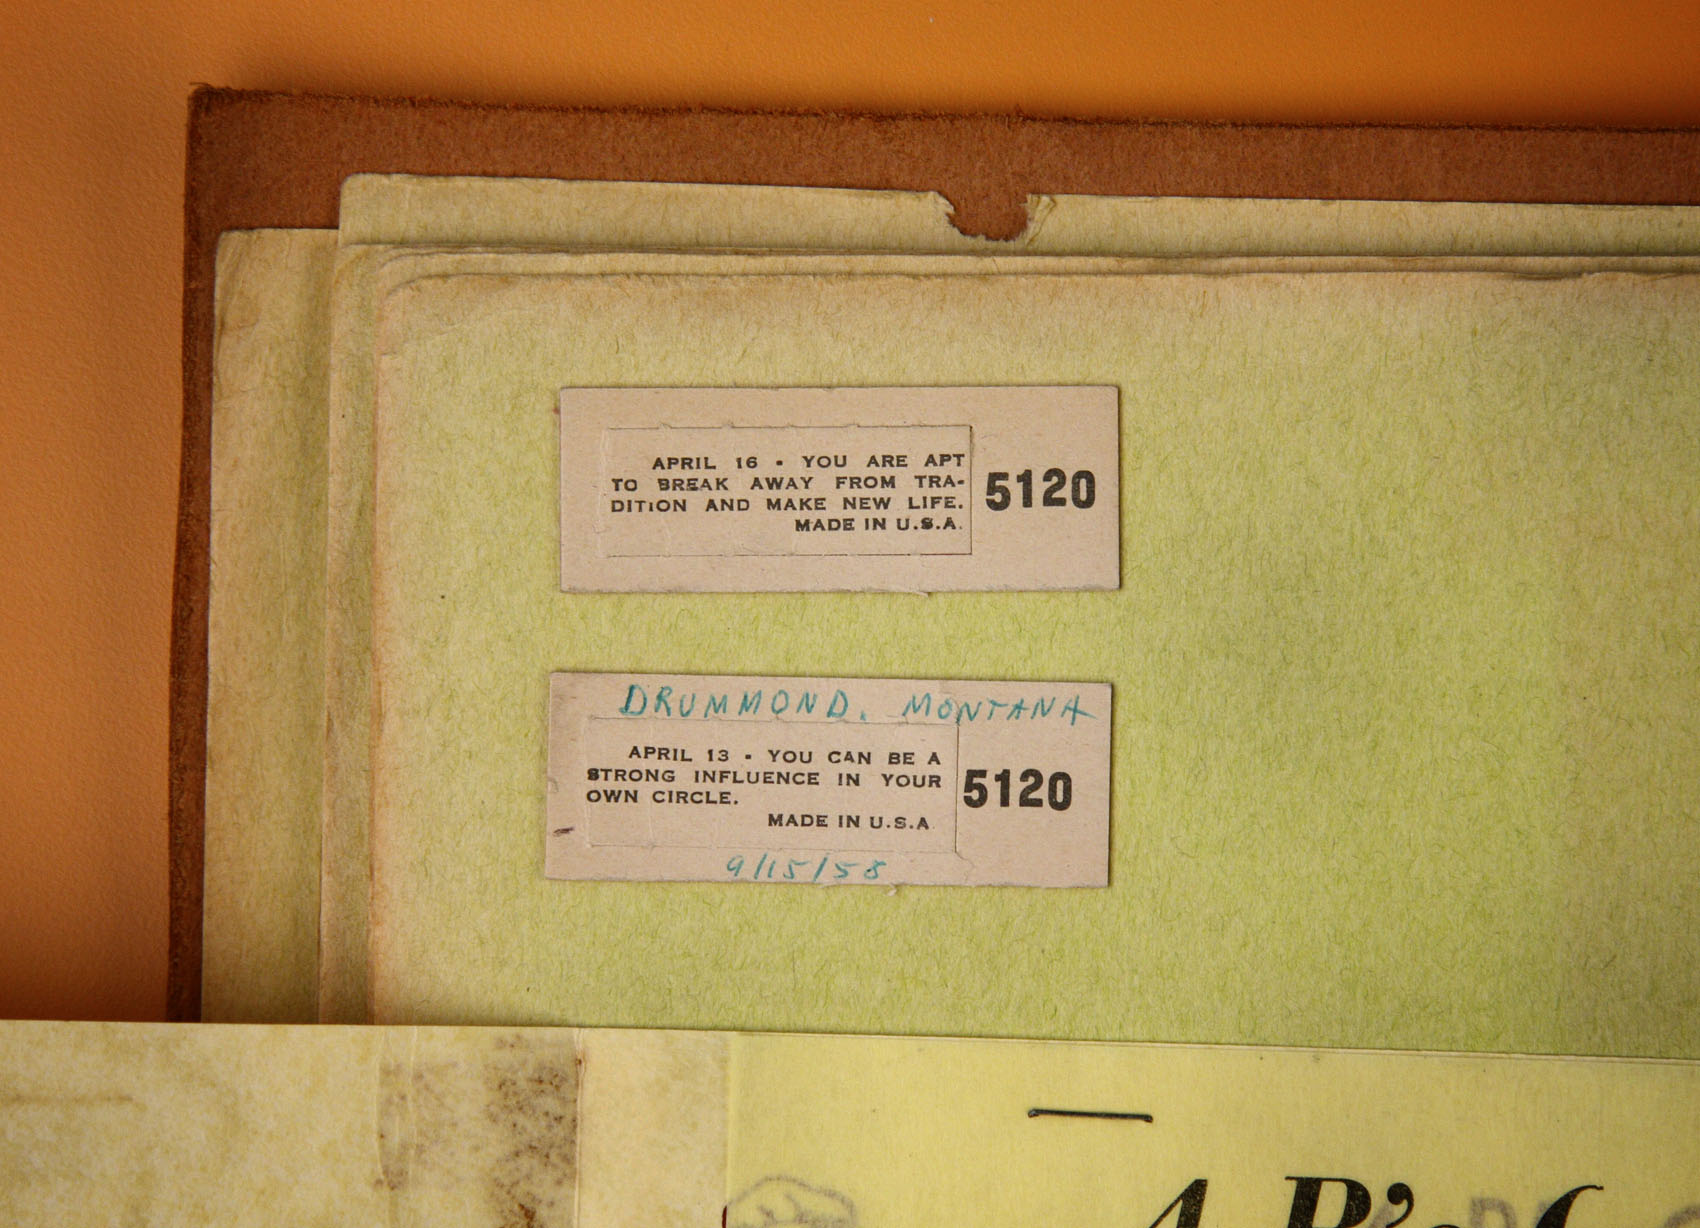 APRIL 16 • YOU ARE APT
TO BREAK AWAY FROM TRA-
DITION AND MAKE NEW LIFE.
MADE IN U.S.A.
5120
DRUMMOND, MONTANA
APRIL 13 • YOU CAN BE A
STRONG INFLUENCE IN YOUR
OWN CIRCLE.
MADE IN U.S.A.
5120
9/15/58